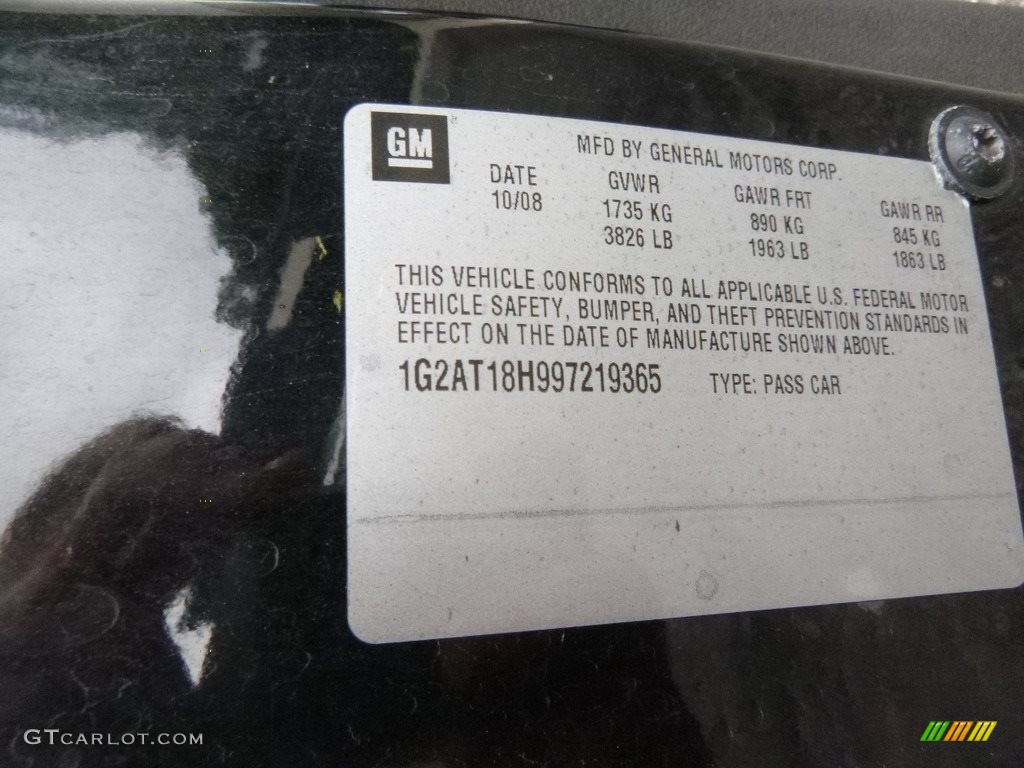 GM
MFD BY GENERAL MOTORS CORP.
DATE GVWR GAWR FRT GAWR RR
10/08 1735 KG 890 KG 845 KG
3826 LB 1963 LB 1863 LB
THIS VEHICLE CONFORMS TO ALL APPLICABLE U.S. FEDERAL MOTOR
VEHICLE SAFETY, BUMPER, AND THEFT PREVENTION STANDARDS IN
EFFECT ON THE DATE OF MANUFACTURE SHOWN ABOVE.
1G2AT18H997219365 TYPE: PASS CAR
GTCARLOT.COM